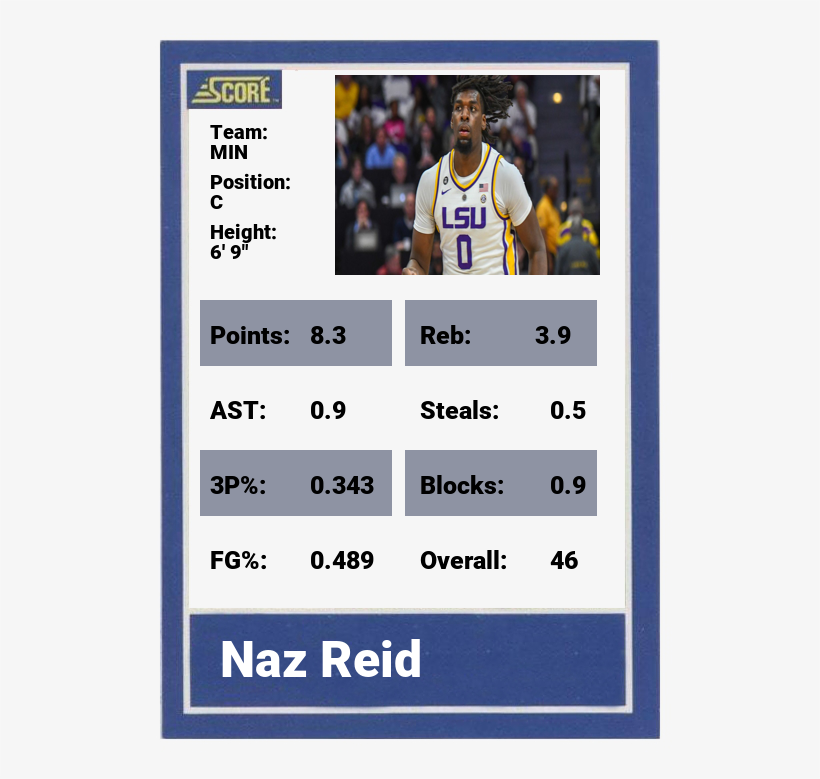 SCORE
Team:
MIN
Position:
C
Height:
6' 9"
LSU
0
Points: 8.3 Reb: 3.9
AST: 0.9 Steals: 0.5
3P%: 0.343 Blocks: 0.9
FG%: 0.489 Overall: 46
Naz Reid